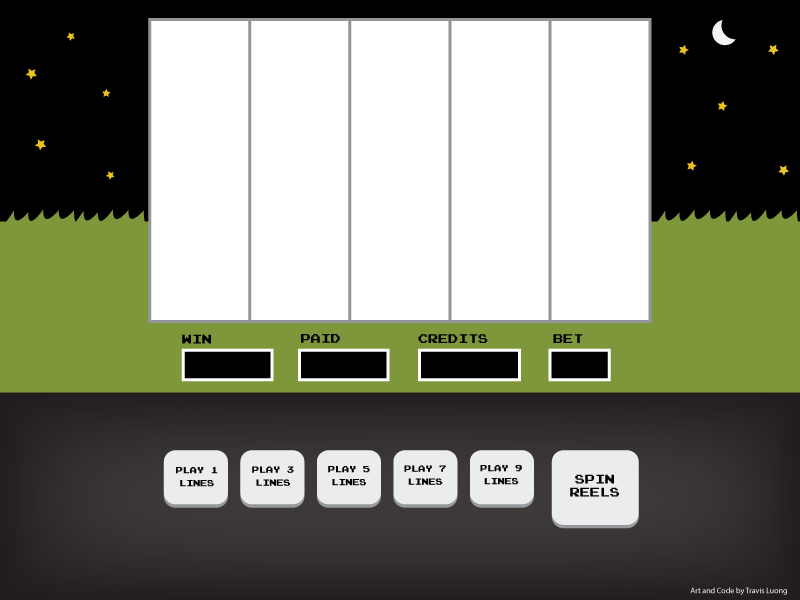 WIN
PAID
CREDITS
BET
PLAY 1
LINES
PLAY 3
LINES
PLAY 5
LINES
PLAY 7
LINES
PLAY 9
LINES
SPIN
REELS
Art and Code by Travis Luong